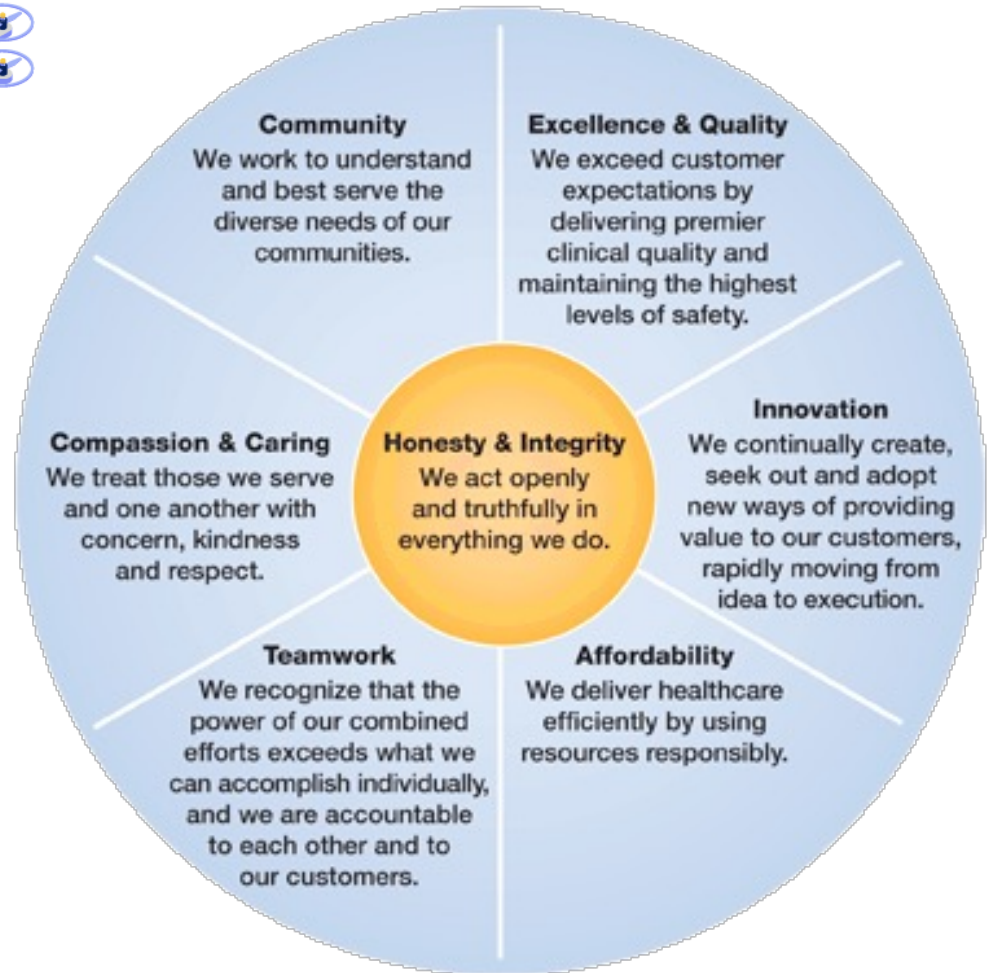 Community
We work to understand
and best serve the
diverse needs of our
communities.
Excellence & Quality
We exceed customer
expectations by
delivering premier
clinical quality and
maintaining the highest
levels of safety.
Compassion & Caring
We treat those we serve
and one another with
concern, kindness
and respect.
Honesty & Integrity
We act openly
and truthfully in
everything we do.
Innovation
We continually create,
seek out and adopt
new ways of providing
value to our customers,
rapidly moving from
idea to execution.
Teamwork
We recognize that the
power of our combined
efforts exceeds what we
can accomplish individually,
and we are accountable
to each other and to
our customers.
Affordability
We deliver healthcare
efficiently by using
resources responsibly.